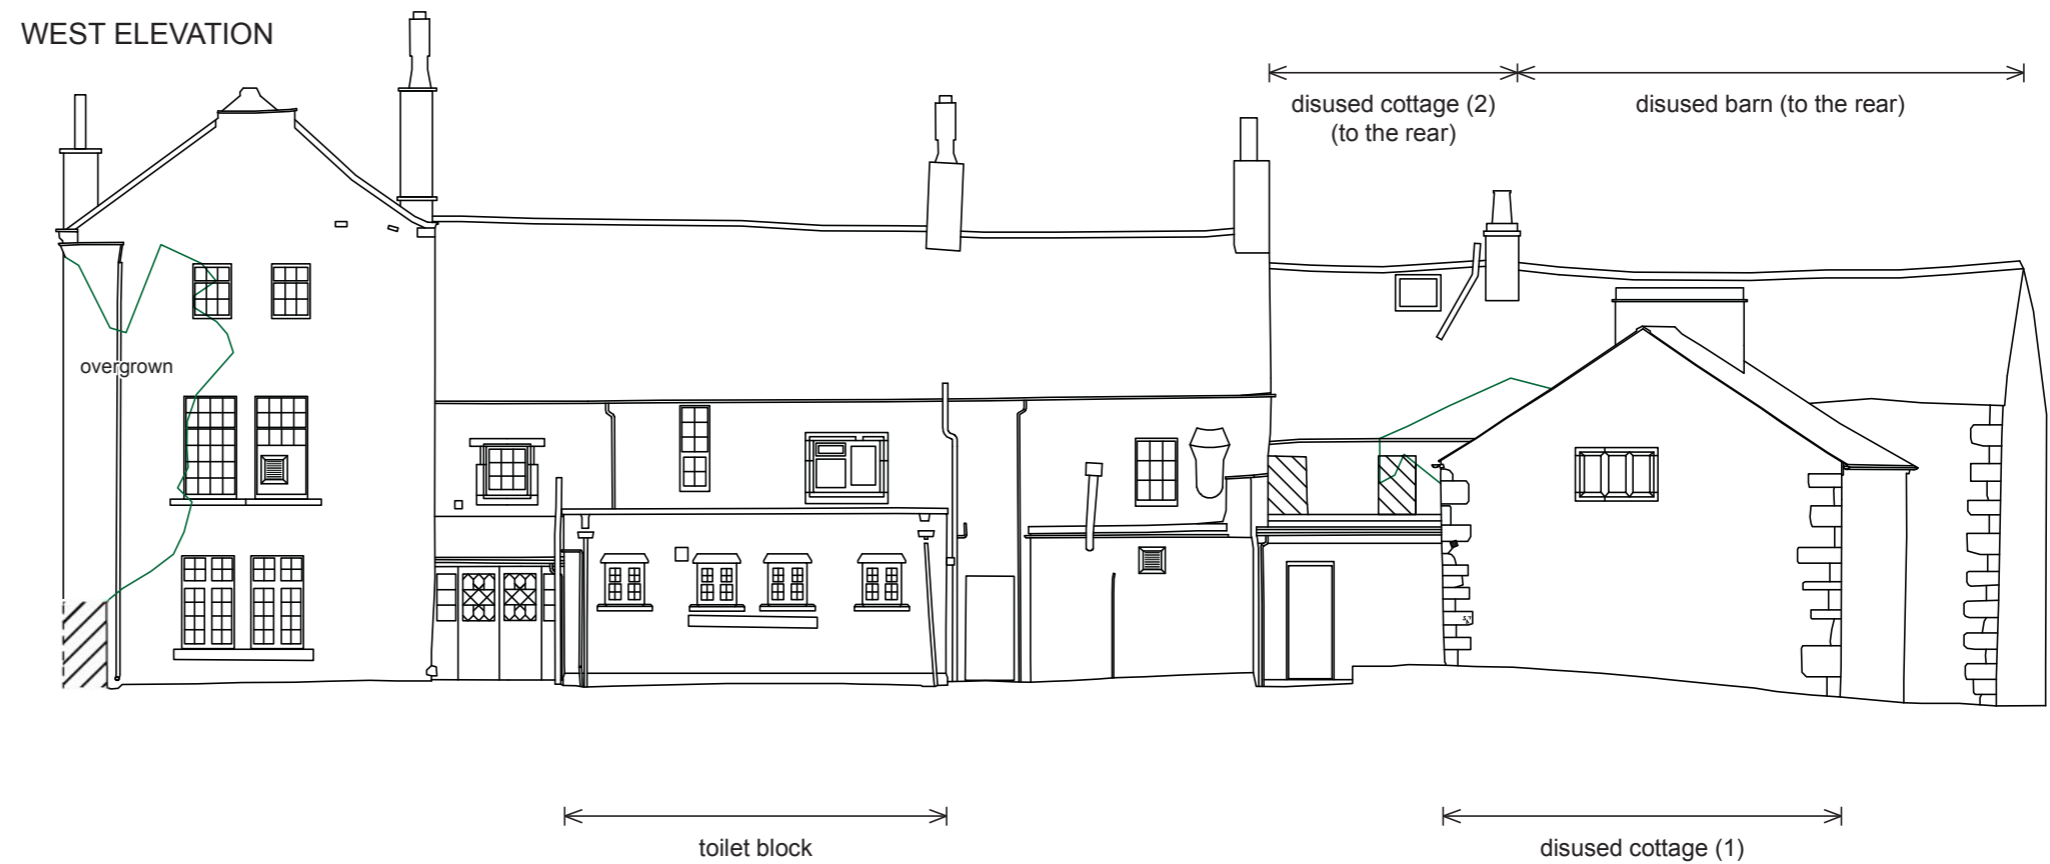 WEST ELEVATION
disused cottage (2)
(to the rear)
disused barn (to the rear)
overgrown
toilet block
disused cottage (1)